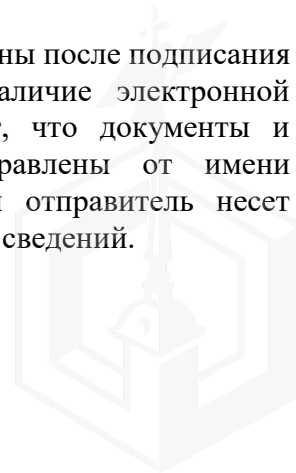 ны после подписания
аличие электронной
, что документы и
равлены от имени
отправитель несет
сведений.